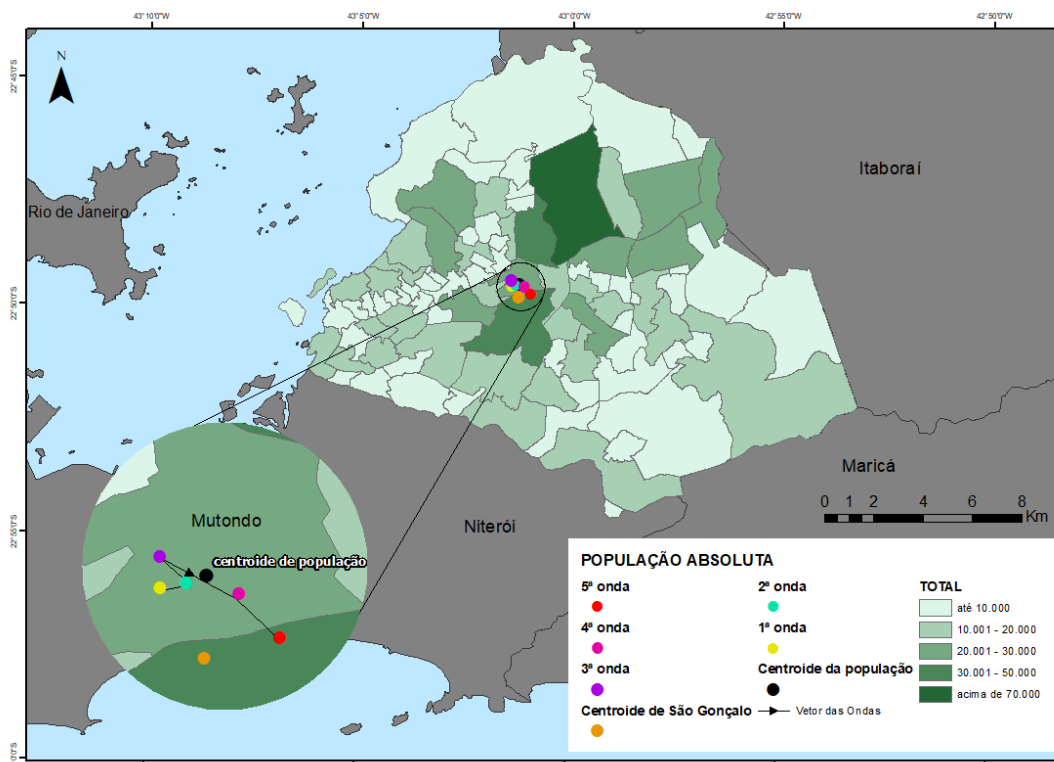 43° 10'0"W 43° 5'0"W 43° 0'0"W 42° 55'0"W 42° 50'0"W
22° 45'S
22° 50'S
22° 55'S
0°0'S
N
Itaboraí
Rio de Janeiro
Maricá
Niterói
0 1 2 4 6 8
Km
Mutondo
centroide de população
POPULAÇÃO ABSOLUTA
5ª onda
4ª onda
3ª onda
Centroide de São Gonçalo
2ª onda
1ª onda
Centroide da população
Vetor das Ondas
TOTAL
até 10.000
10.001 - 20.000
20.001 - 30.000
30.001 - 50.000
acima de 70.000